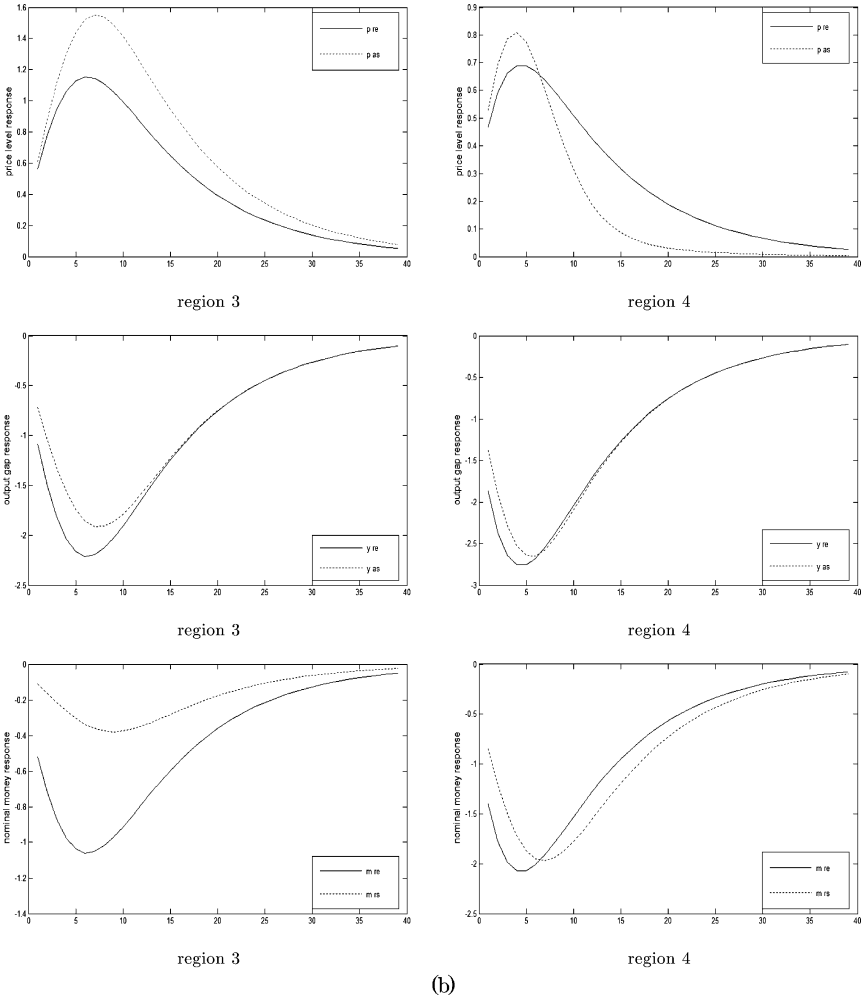 price level response
1.6
1.4
1.2
1
0.8
0.6
0.4
0.2
0
0 5 10 15 20 25 30 35 40
p re
p as
region 3
price level response
0.9
0.8
0.7
0.6
0.5
0.4
0.3
0.2
0.1
0
0 5 10 15 20 25 30 35 40
p re
p as
region 4
output gap response
0
-0.5
-1
-1.5
-2
-2.5
0 5 10 15 20 25 30 35 40
y re
y as
region 3
output gap response
0
-0.5
-1
-1.5
-2
-2.5
-3
0 5 10 15 20 25 30 35 40
y re
y as
region 4
nominal money response
0
-0.2
-0.4
-0.6
-0.8
-1
-1.2
-1.4
0 5 10 15 20 25 30 35 40
m re
m rs
region 3
nominal money response
0
-0.5
-1
-1.5
-2
-2.5
0 5 10 15 20 25 30 35 40
m re
m rs
region 4
(b)